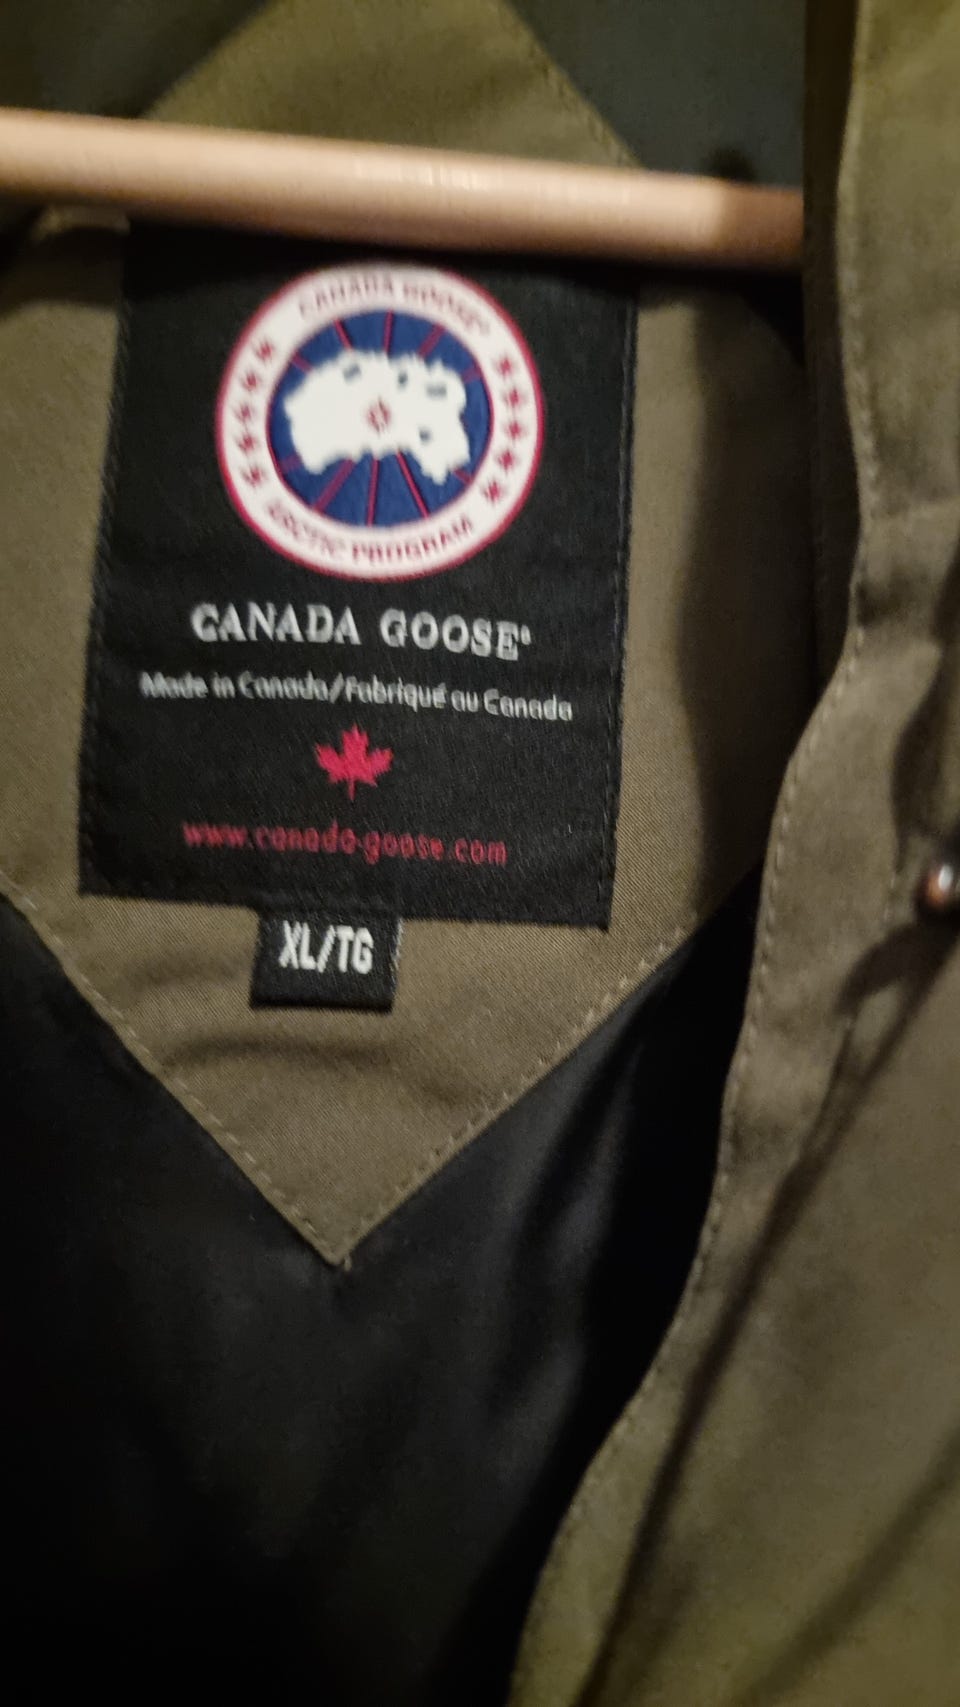 CANADA GOOSE®
ARCTIC PROGRAM
CANADA GOOSE®
Made in Canada/Fabriqué au Canada
www.canada-goose.com
XL/TG